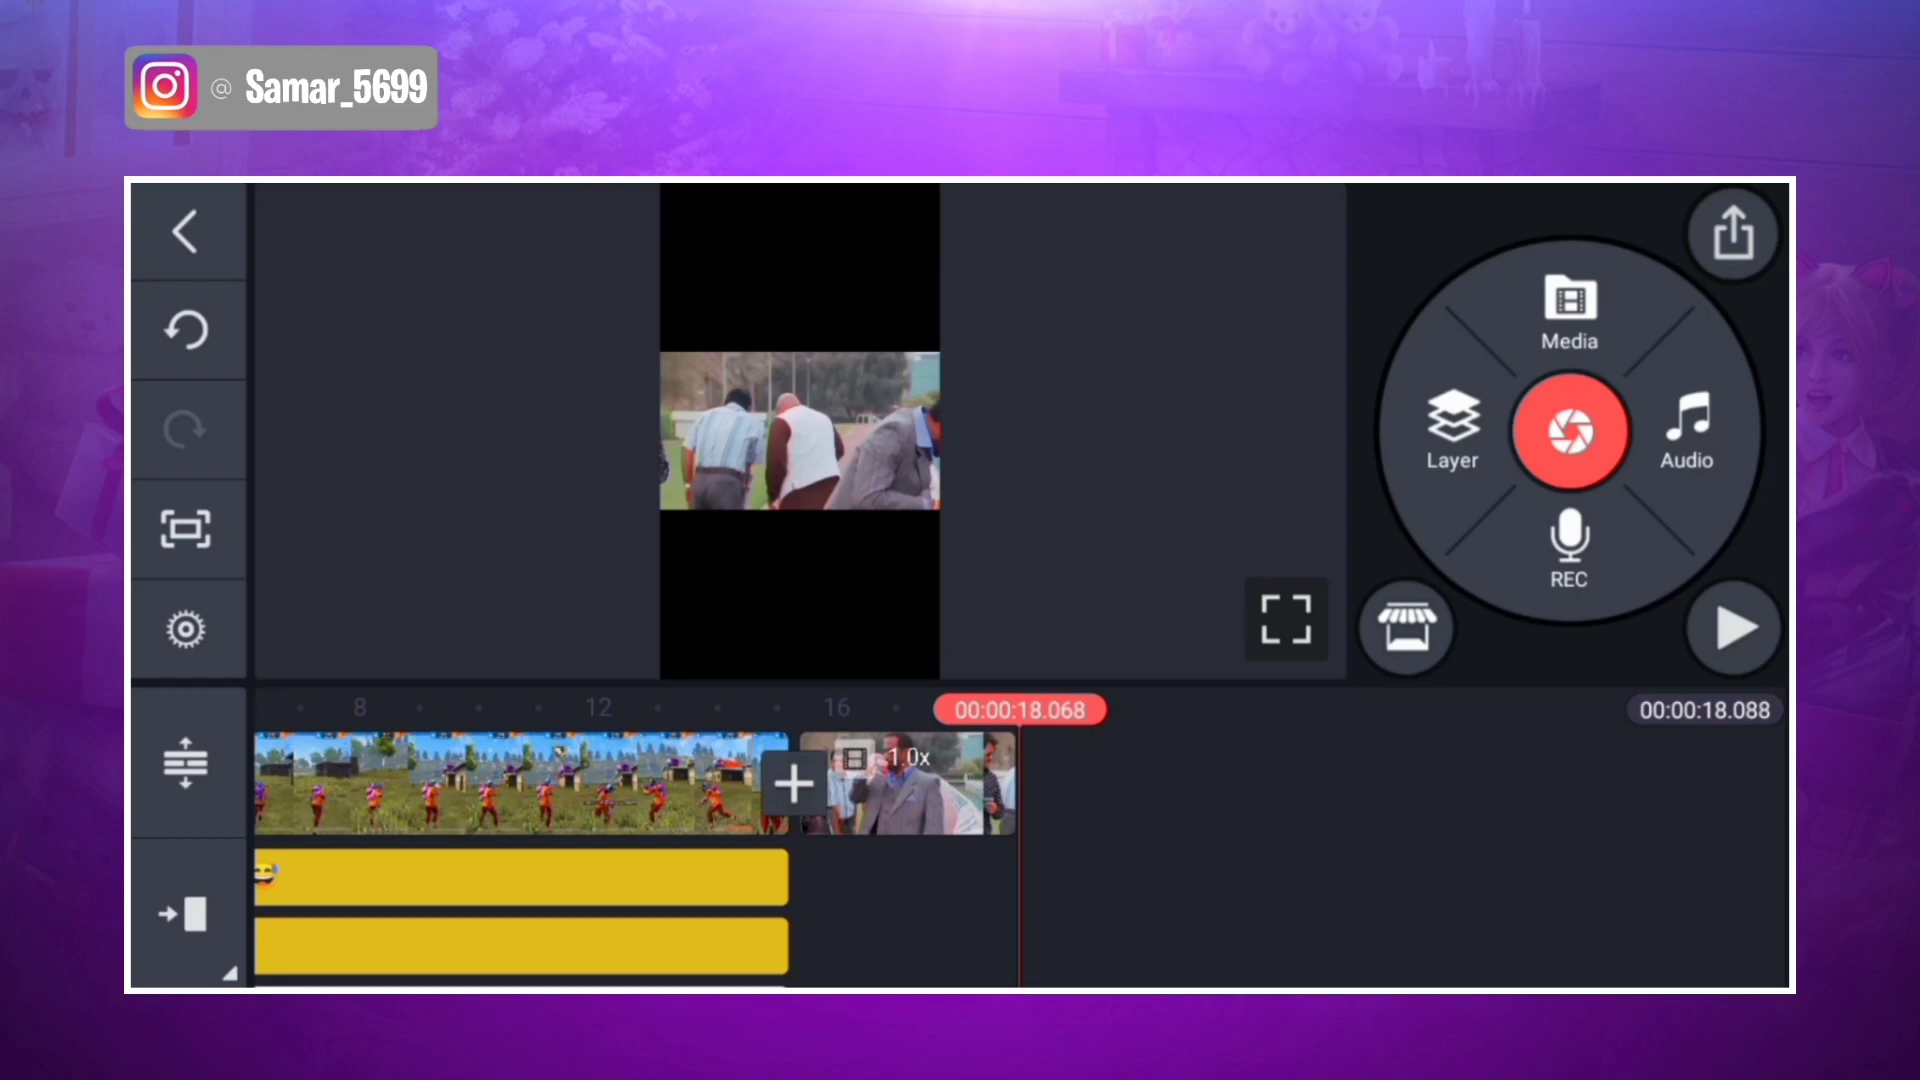 @ Samar_5699
Media
Layer
Audio
REC
8
12
16
00:00:18.068
00:00:18.088
1.0x